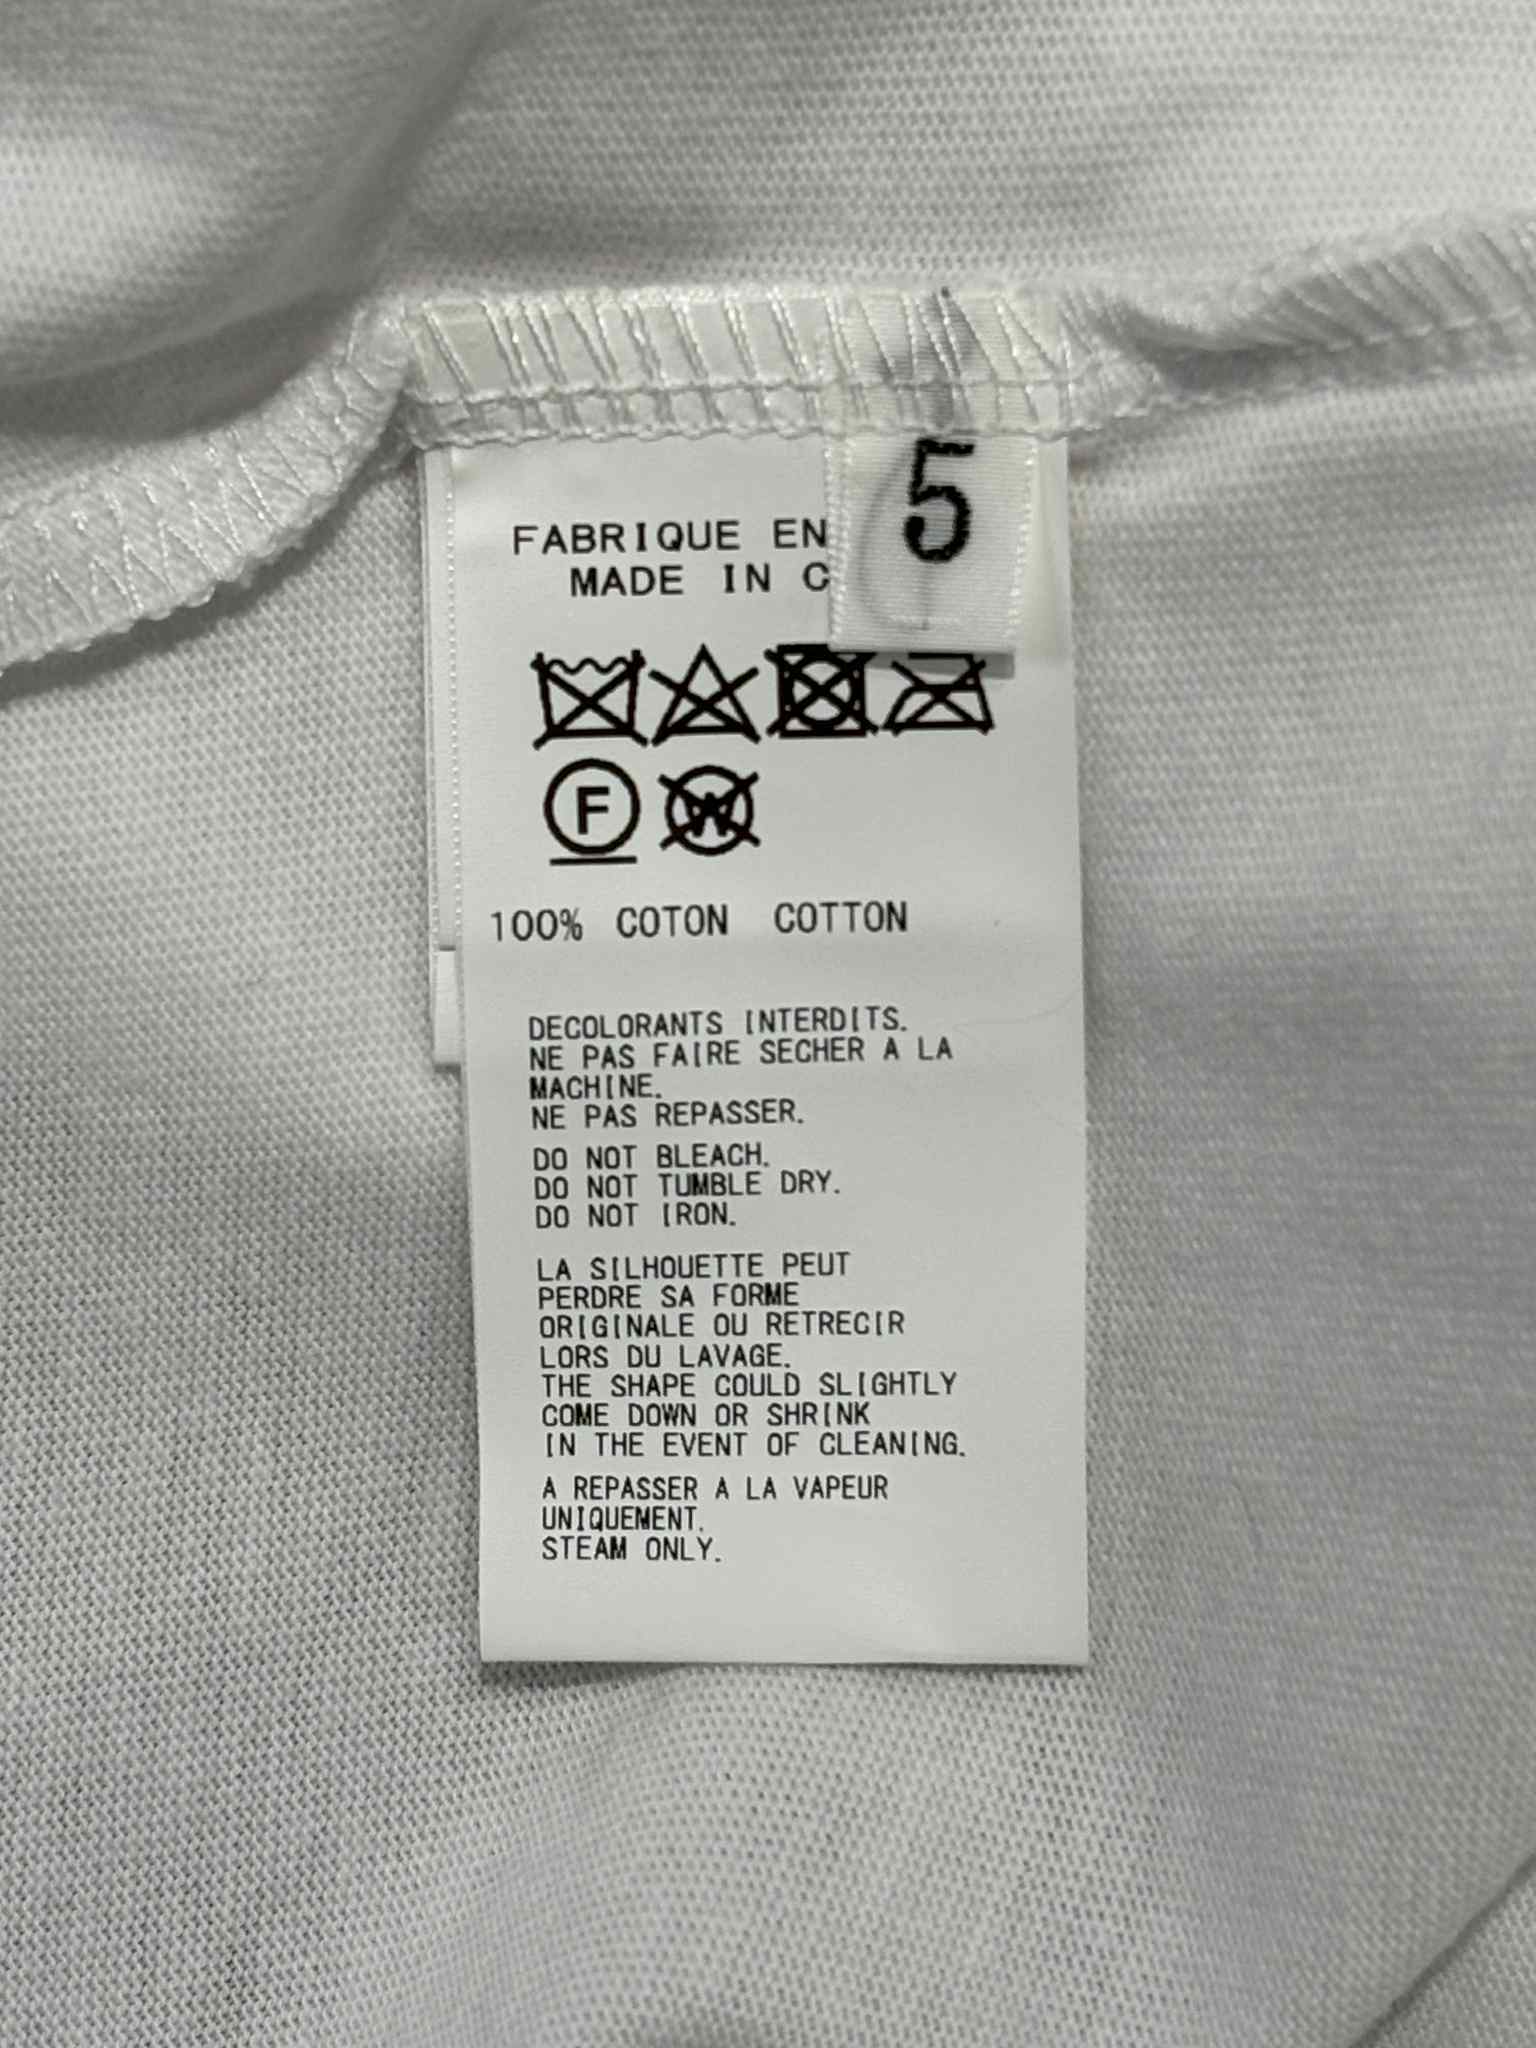 5
FABRIQUE EN
MADE IN C
F
W
100% COTON COTTON
DECOLORANTS INTERDITS.
NE PAS FAIRE SECHER A LA
MACHINE.
NE PAS REPASSER.
DO NOT BLEACH.
DO NOT TUMBLE DRY.
DO NOT IRON.
LA SILHOUETTE PEUT
PERDRE SA FORME
ORIGINALE OU RETRECIR
LORS DU LAVAGE.
THE SHAPE COULD SLIGHTLY
COME DOWN OR SHRINK
IN THE EVENT OF CLEANING.
A REPASSER A LA VAPEUR
UNIQUEMENT.
STEAM ONLY.